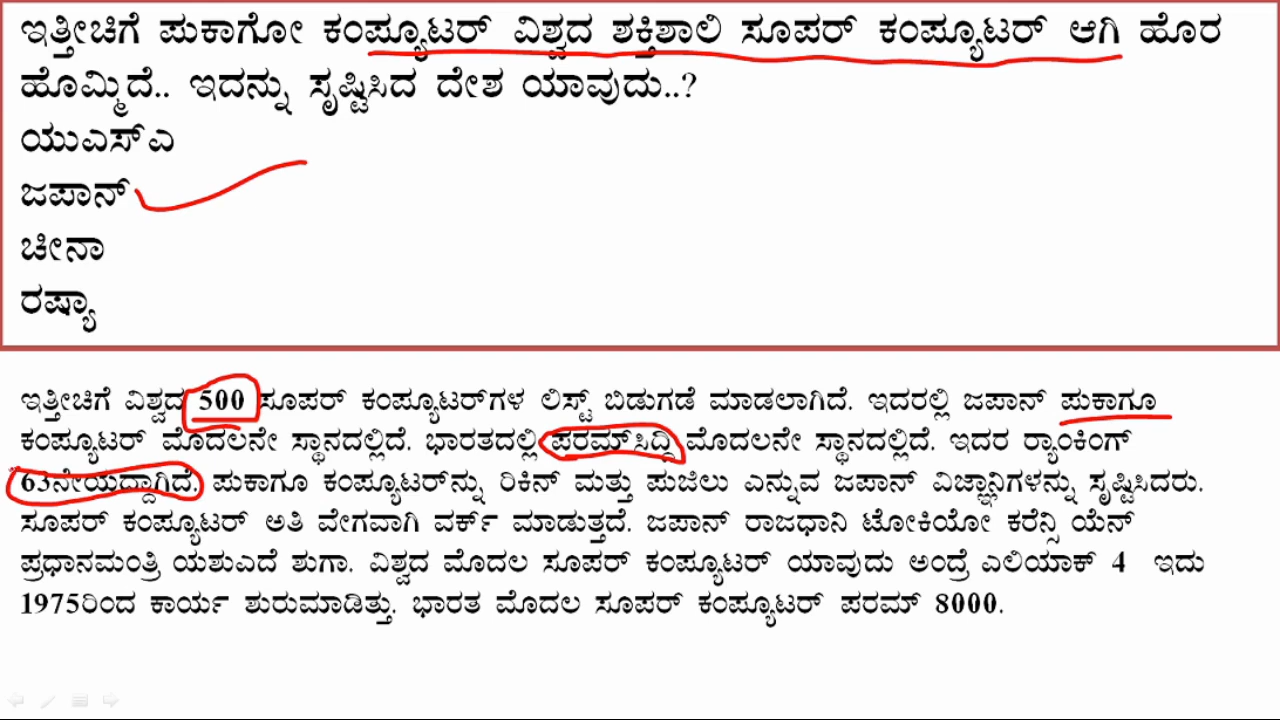 ಇತ್ತೀಚಿಗೆ ಪುಕಾಗೋ ಕಂಪ್ಯೂಟರ್ ವಿಶ್ವದ ಶಕ್ತಿಶಾಲಿ ಸೂಪರ್ ಕಂಪ್ಯೂಟರ್ ಆಗಿ ಹೊರ
ಹೊಮ್ಮಿದೆ.. ಇದನ್ನು ಸೃಷ್ಟಿಸಿದ ದೇಶ ಯಾವುದು..?
ಯುಎಸ್ಎ
ಜಪಾನ್
ಚೀನಾ
ರಷ್ಯಾ
ಇತ್ತೀಚಿಗೆ ವಿಶ್ವದ 500 ಸೂಪರ್ ಕಂಪ್ಯೂಟರ್‌ಗಳ ಲಿಸ್ಟ್ ಬಿಡುಗಡೆ ಮಾಡಲಾಗಿದೆ. ಇದರಲ್ಲಿ ಜಪಾನ್ ಪುಕಾಗೂ
ಕಂಪ್ಯೂಟರ್ ಮೊದಲನೇ ಸ್ಥಾನದಲ್ಲಿದೆ. ಭಾರತದಲ್ಲಿ ಪರಮ್‌ಸಿದ್ಧಿ ಮೊದಲನೇ ಸ್ಥಾನದಲ್ಲಿದೆ. ಇದರ ರ‍್ಯಾಂಕಿಂಗ್
63ನೇಯದ್ದಾಗಿದೆ. ಪುಕಾಗೂ ಕಂಪ್ಯೂಟರ್‌ನ್ನು ರಿಕಿನ್ ಮತ್ತು ಪುಜಿಲು ಎನ್ನುವ ಜಪಾನ್ ವಿಜ್ಞಾನಿಗಳನ್ನು ಸೃಷ್ಟಿಸಿದರು.
ಸೂಪರ್ ಕಂಪ್ಯೂಟರ್ ಅತಿ ವೇಗವಾಗಿ ವರ್ಕ್ ಮಾಡುತ್ತದೆ. ಜಪಾನ್ ರಾಜಧಾನಿ ಟೋಕಿಯೋ ಕರೆನ್ಸಿ ಯೆನ್
ಪ್ರಧಾನಮಂತ್ರಿ ಯಶುಎದೆ ಶುಗಾ. ವಿಶ್ವದ ಮೊದಲ ಸೂಪರ್ ಕಂಪ್ಯೂಟರ್ ಯಾವುದು ಅಂದ್ರೆ ಎಲಿಯಾಕ್ 4 ಇದು
1975ರಿಂದ ಕಾರ್ಯ ಶುರುಮಾಡಿತ್ತು. ಭಾರತ ಮೊದಲ ಸೂಪರ್ ಕಂಪ್ಯೂಟರ್ ಪರಮ್ 8000.